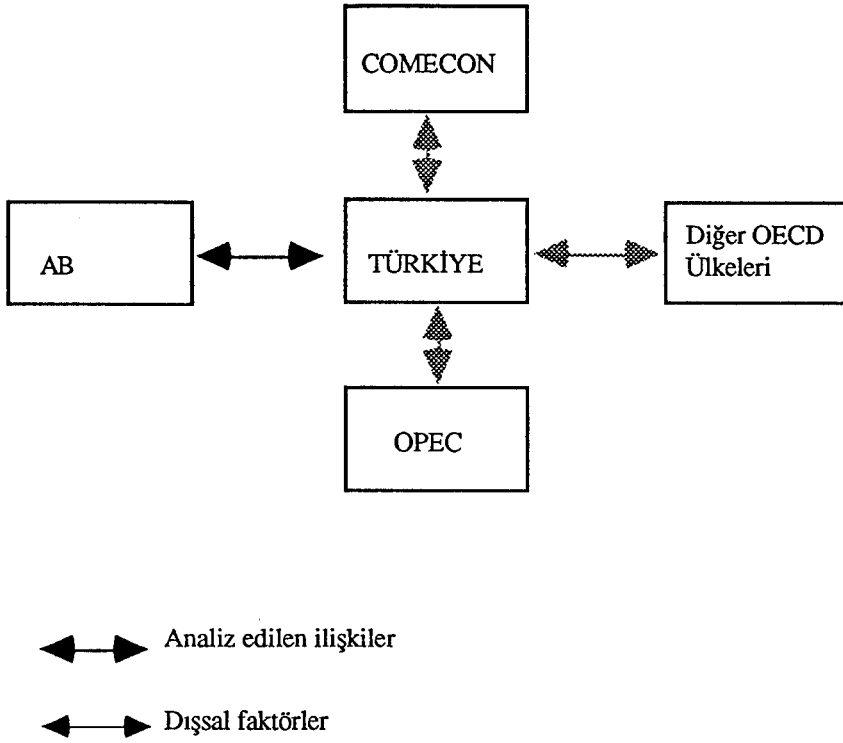 COMECON
AB
TÜRKİYE
Diğer OECD
Ülkeleri
OPEC
Analiz edilen ilişkiler
Dışsal faktörler